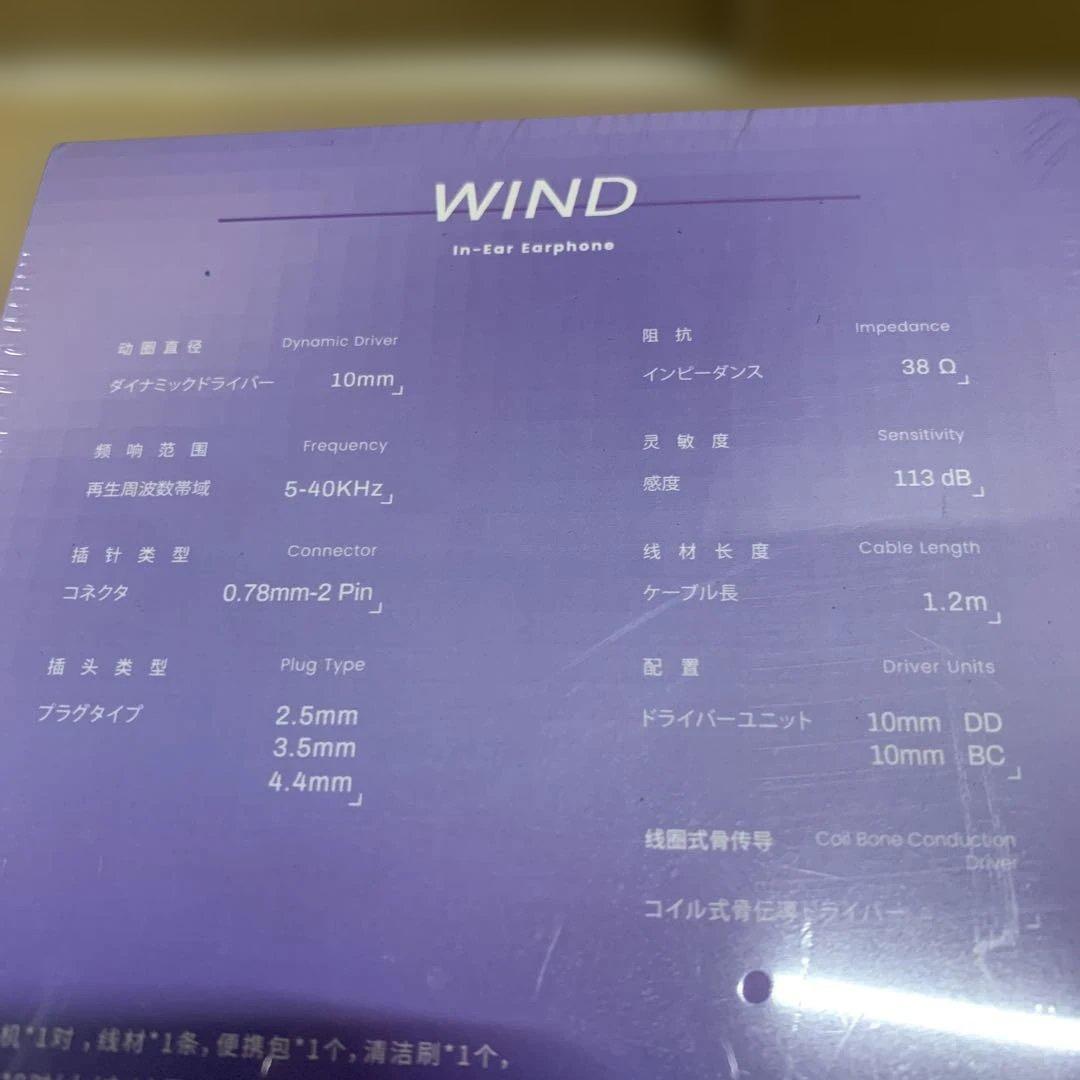 WIND
In-Ear Earphone
动圈直径 Dynamic Driver
ダイナミックドライバー 10mm
频响范围 Frequency
再生周波数帯域 5-40KHz
插针类型 Connector
コネクタ 0.78mm-2 Pin
插头类型 Plug Type
プラグタイプ 2.5mm
3.5mm
4.4mm
阻抗 Impedance
インピーダンス 38 Ω
灵敏度 Sensitivity
感度 113 dB
线材长度 Cable Length
ケーブル長 1.2m
配置 Driver Units
ドライバーユニット 10mm DD
10mm BC
线圈式骨传导 Coil Bone Conduction
Driver
コイル式骨伝導ドライバー
机*1对,线材*1条,便携包*1个,清洁刷*1个,